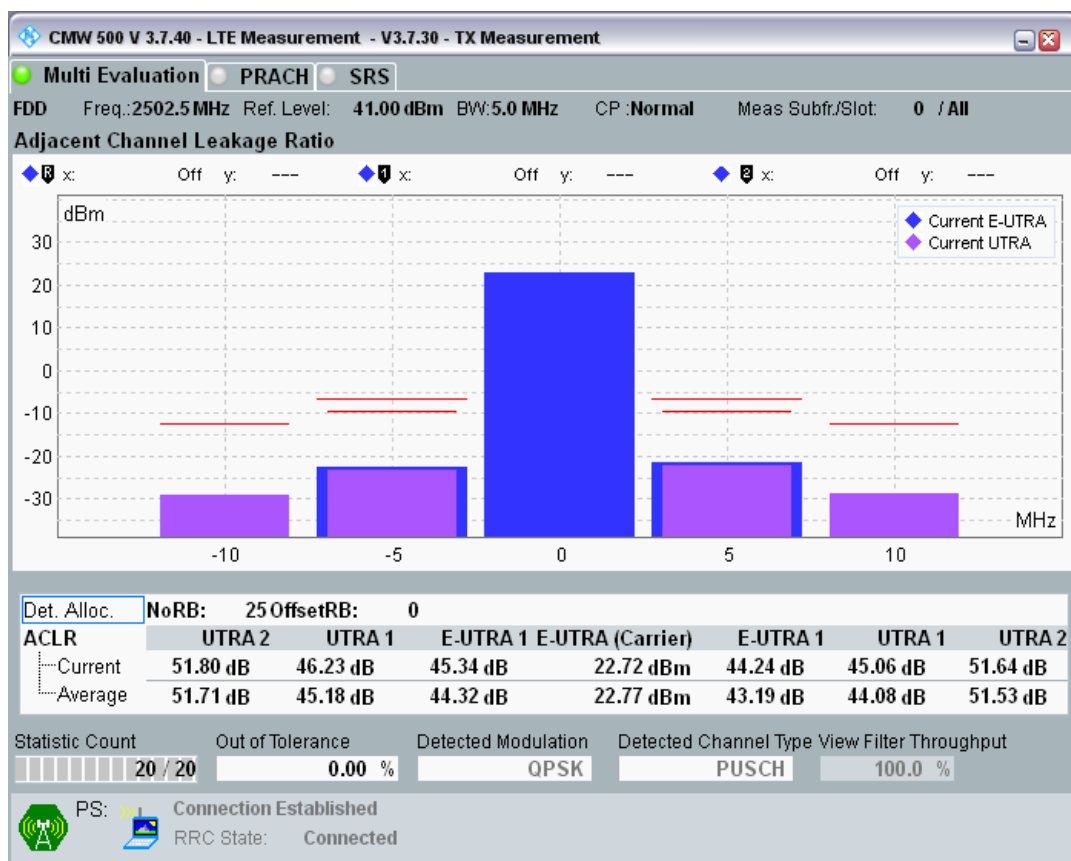 CMW 500 V 3.7.40 - LTE Measurement - V3.7.30 - TX Measurement
Multi Evaluation PRACH SRS
FDD Freq.:2502.5 MHz Ref. Level: 41.00 dBm BW:5.0 MHz CP :Normal Meas Subfr./Slot: 0 / All
Adjacent Channel Leakage Ratio
R x: Off y: --- 1 x: Off y: --- 2 x: Off y: ---
dBm
Current E-UTRA
Current UTRA
30
20
10
0
-10
-20
-30
MHz
-10 -5 0 5 10
Det. Alloc. NoRB: 25 OffsetRB: 0
ACLR UTRA 2 UTRA 1 E-UTRA 1 E-UTRA (Carrier) E-UTRA 1 UTRA 1 UTRA 2
Current 51.80 dB 46.23 dB 45.34 dB 22.72 dBm 44.24 dB 45.06 dB 51.64 dB
Average 51.71 dB 45.18 dB 44.32 dB 22.77 dBm 43.19 dB 44.08 dB 51.53 dB
Statistic Count Out of Tolerance Detected Modulation Detected Channel Type View Filter Throughput
20 / 20 0.00 % QPSK PUSCH 100.0 %
PS: Connection Established
RRC State: Connected